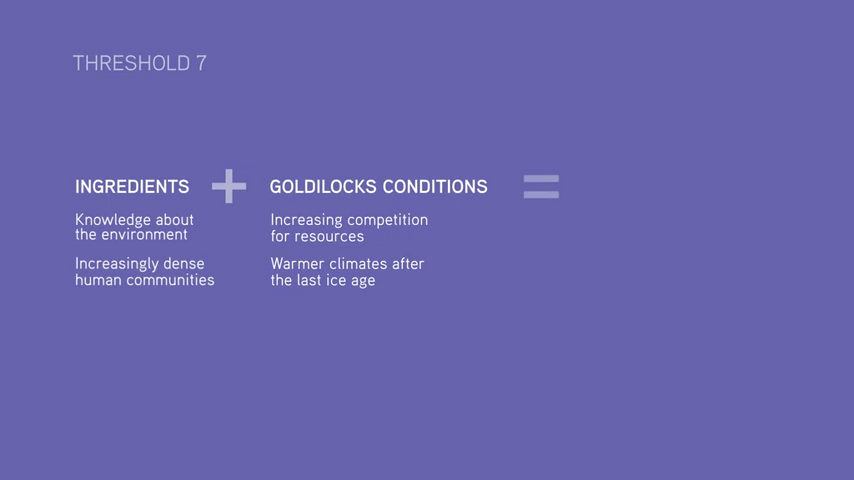 THRESHOLD 7
INGREDIENTS + GOLDILOCKS CONDITIONS =
Knowledge about
the environment
Increasingly dense
human communities
Increasing competition
for resources
Warmer climates after
the last ice age